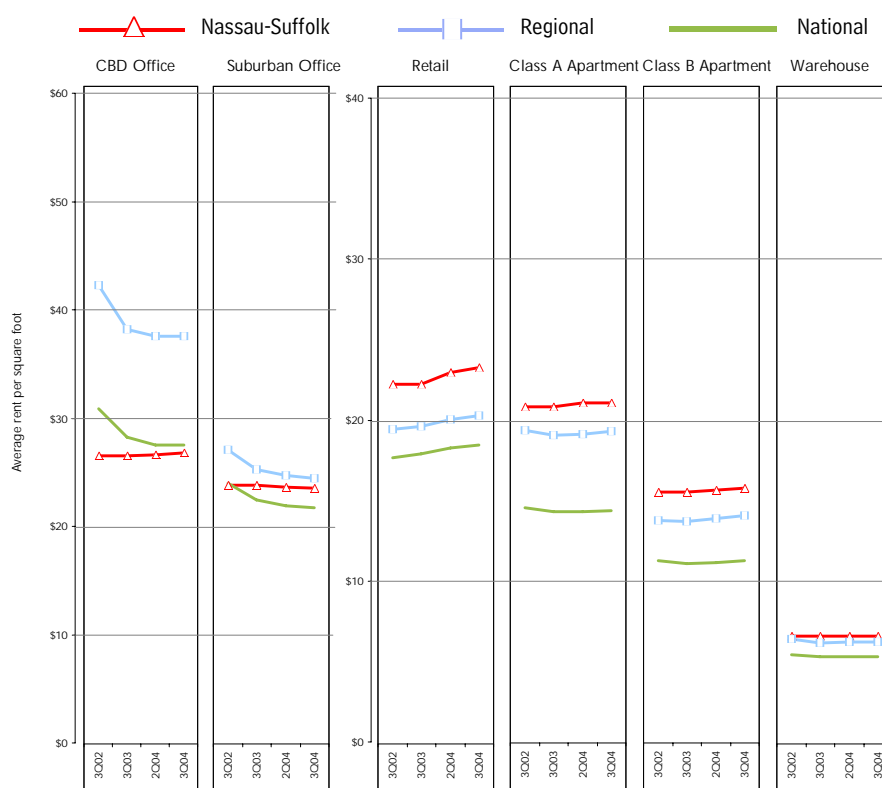 Nassau-Suffolk Regional National
CBD Office Suburban Office Retail Class A Apartment Class B Apartment Warehouse
Average rent per square foot
$60
$50
$40
$30
$20
$10
$0
$40
$30
$20
$10
$0
3Q02 3Q03 2Q04 3Q04
3Q02 3Q03 2Q04 3Q04
3Q02 3Q03 2Q04 3Q04
3Q02 3Q03 2Q04 3Q04
3Q02 3Q03 2Q04 3Q04
3Q02 3Q03 2Q04 3Q04